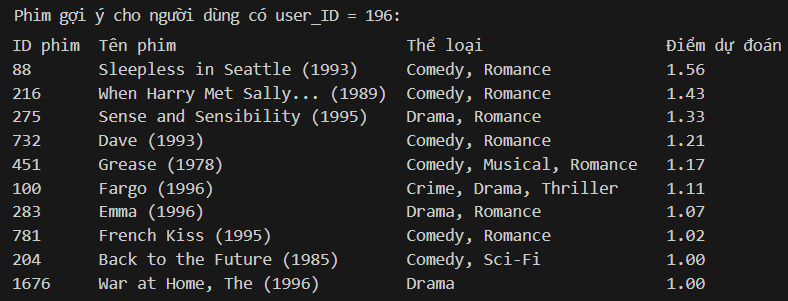 Phim gợi ý cho người dùng có user_ID = 196:
ID phim Tên phim Thể loại Điểm dự đoán
88 Sleepless in Seattle (1993) Comedy, Romance 1.56
216 When Harry Met Sally... (1989) Comedy, Romance 1.43
275 Sense and Sensibility (1995) Drama, Romance 1.33
732 Dave (1993) Comedy, Romance 1.21
451 Grease (1978) Comedy, Musical, Romance 1.17
100 Fargo (1996) Crime, Drama, Thriller 1.11
283 Emma (1996) Drama, Romance 1.07
781 French Kiss (1995) Comedy, Romance 1.02
204 Back to the Future (1985) Comedy, Sci-Fi 1.00
1676 War at Home, The (1996) Drama 1.00